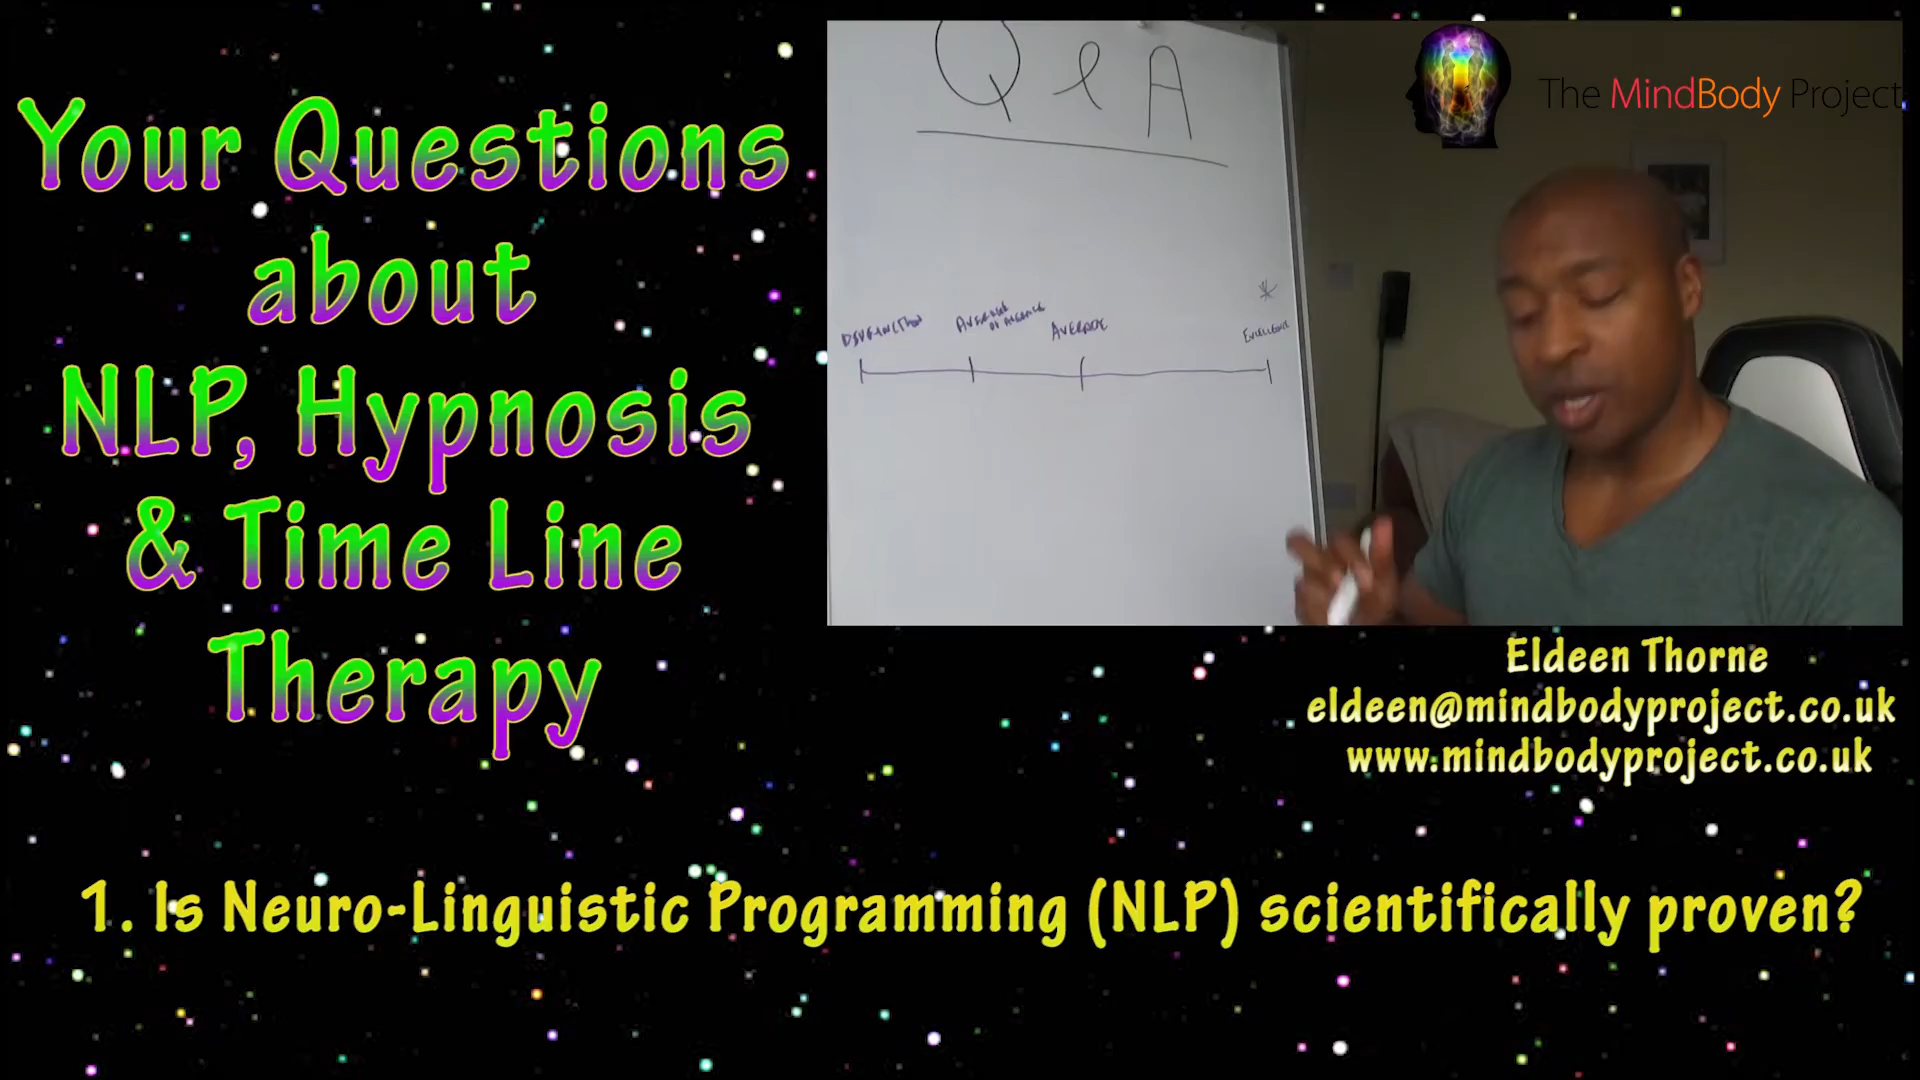 Your Questions
about
NLP, Hypnosis
& Time Line
Therapy
Q & A
DYSFUNCTION
AVERAGE
EXCELLENCE
The MindBody Project
Eldeen Thorne
eldeen@mindbodyproject.co.uk
www.mindbodyproject.co.uk
1. Is Neuro-Linguistic Programming (NLP) scientifically proven?